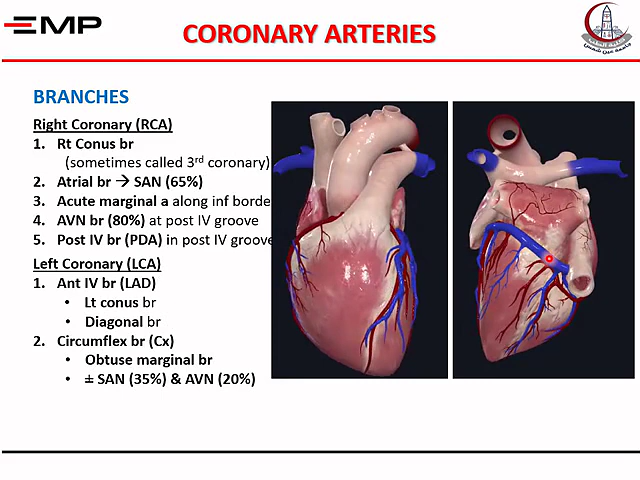 EMP
CORONARY ARTERIES
BRANCHES
Right Coronary (RCA)
1. Rt Conus br
(sometimes called 3rd coronary)
2. Atrial br → SAN (65%)
3. Acute marginal a along inf borde
4. AVN br (80%) at post IV groove
5. Post IV br (PDA) in post IV groove
Left Coronary (LCA)
1. Ant IV br (LAD)
• Lt conus br
• Diagonal br
2. Circumflex br (Cx)
• Obtuse marginal br
• ± SAN (35%) & AVN (20%)